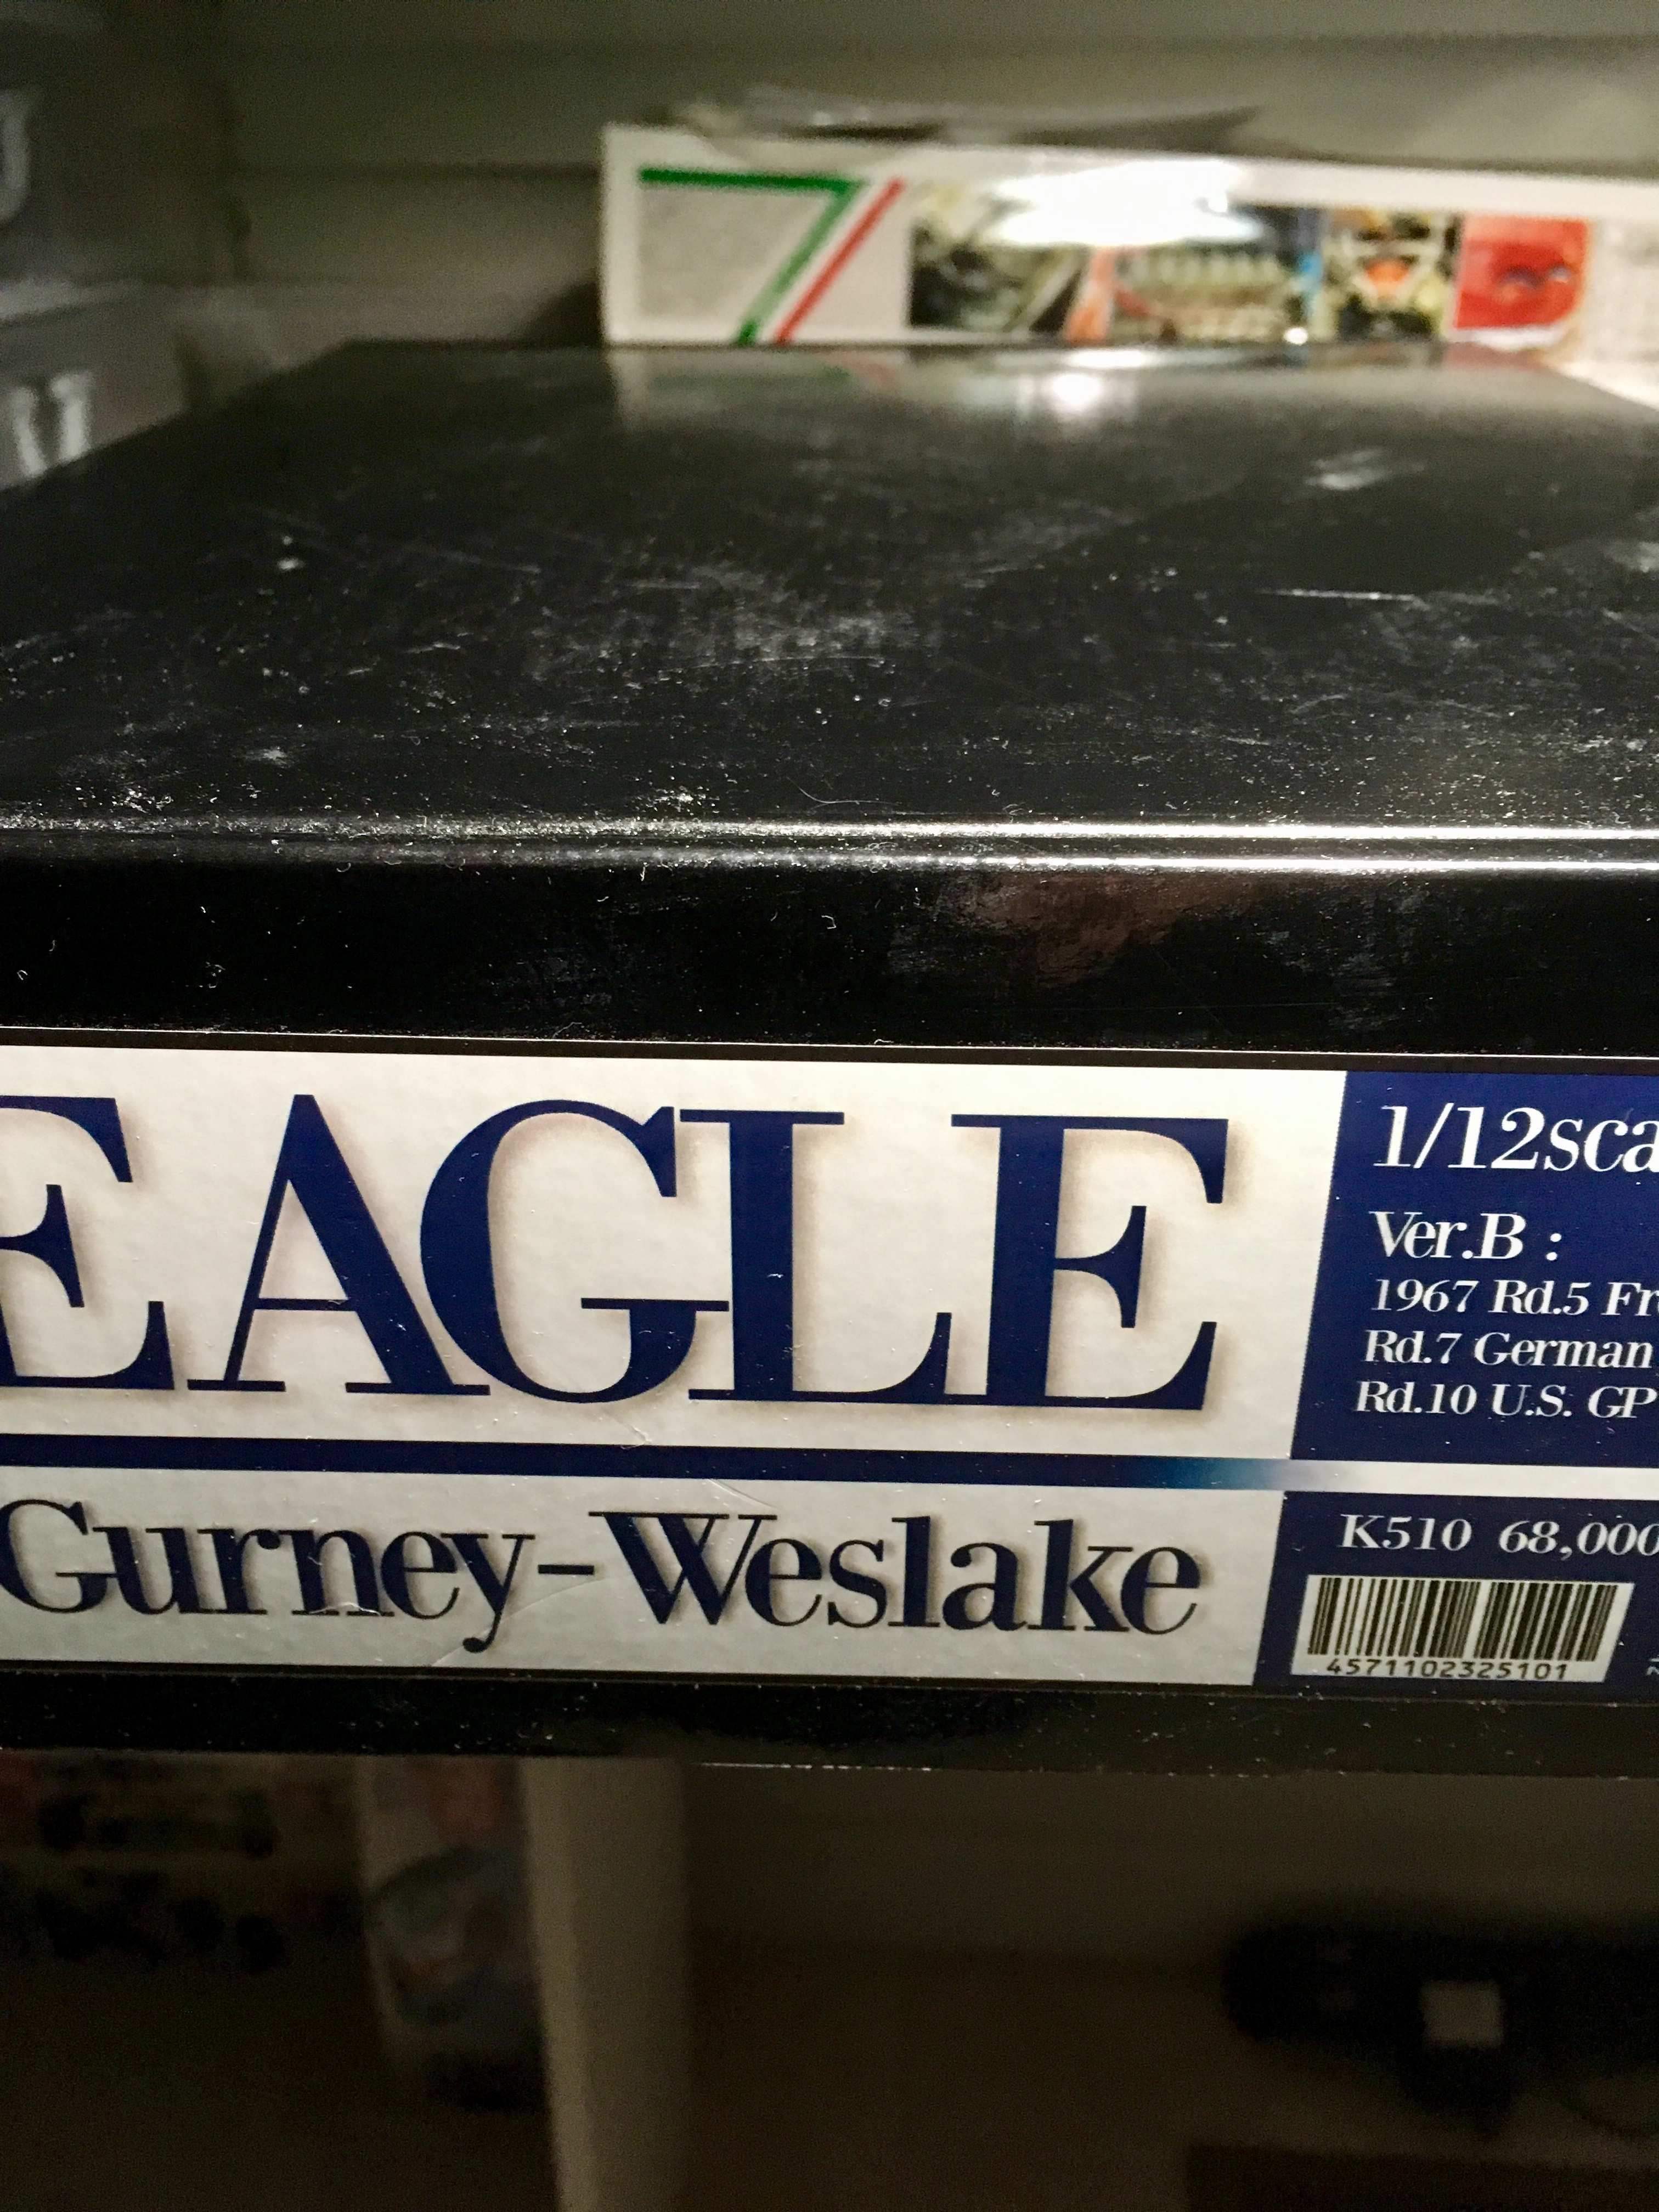 7
EAGLE
Gurney-Weslake
1/12sca
Ver.B :
1967 Rd.5 Fr
Rd.7 German
Rd.10 U.S. GP
K510 68,000
4571102325101